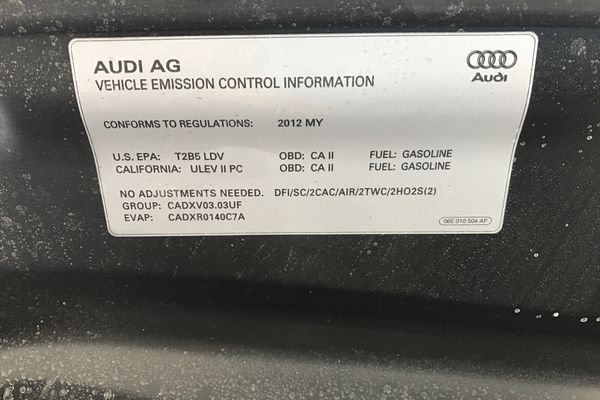 AUDI AG
VEHICLE EMISSION CONTROL INFORMATION
Audi
CONFORMS TO REGULATIONS: 2012 MY
U.S. EPA: T2B5 LDV OBD: CA II FUEL: GASOLINE
CALIFORNIA: ULEV II PC OBD: CA II FUEL: GASOLINE
NO ADJUSTMENTS NEEDED. DFI/SC/2CAC/AIR/2TWC/2HO2S(2)
GROUP: CADXV03.03UF
EVAP: CADXR0140C7A
06E 010 504 AP